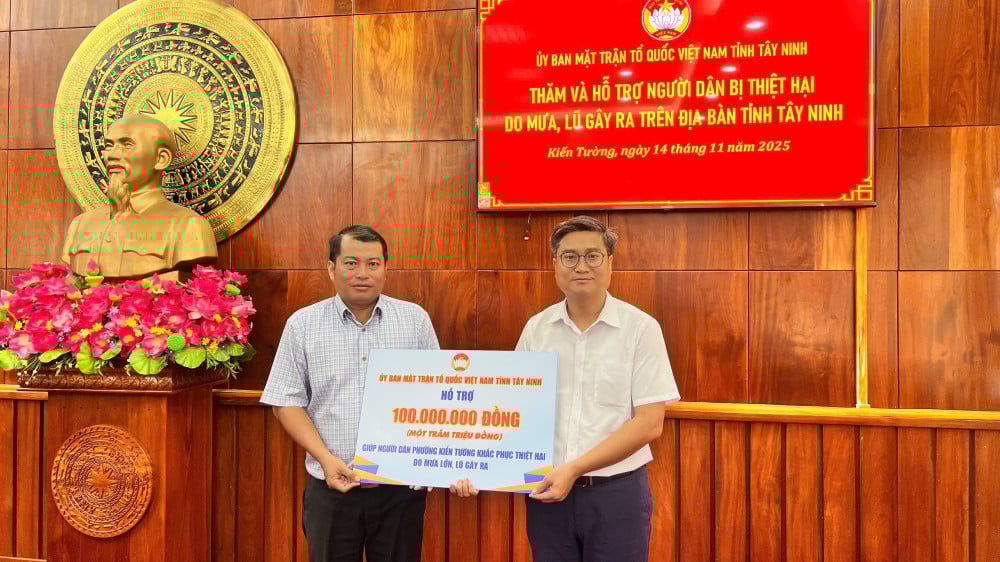 VIỆT NAM
ỦY BAN MẶT TRẬN TỔ QUỐC VIỆT NAM TỈNH TÂY NINH
THĂM VÀ HỖ TRỢ NGƯỜI DÂN BỊ THIỆT HẠI
DO MƯA, LŨ GÂY RA TRÊN ĐỊA BÀN TỈNH TÂY NINH
Kiến Tường, ngày 14 tháng 11 năm 2025
ỦY BAN MẶT TRẬN TỔ QUỐC VIỆT NAM TỈNH TÂY NINH
HỖ TRỢ
100.000.000 ĐỒNG
(MỘT TRĂM TRIỆU ĐỒNG)
GIÚP NGƯỜI DÂN PHƯỜNG KIẾN TƯỜNG KHẮC PHỤC THIỆT HẠI
DO MƯA LỚN, LŨ GÂY RA